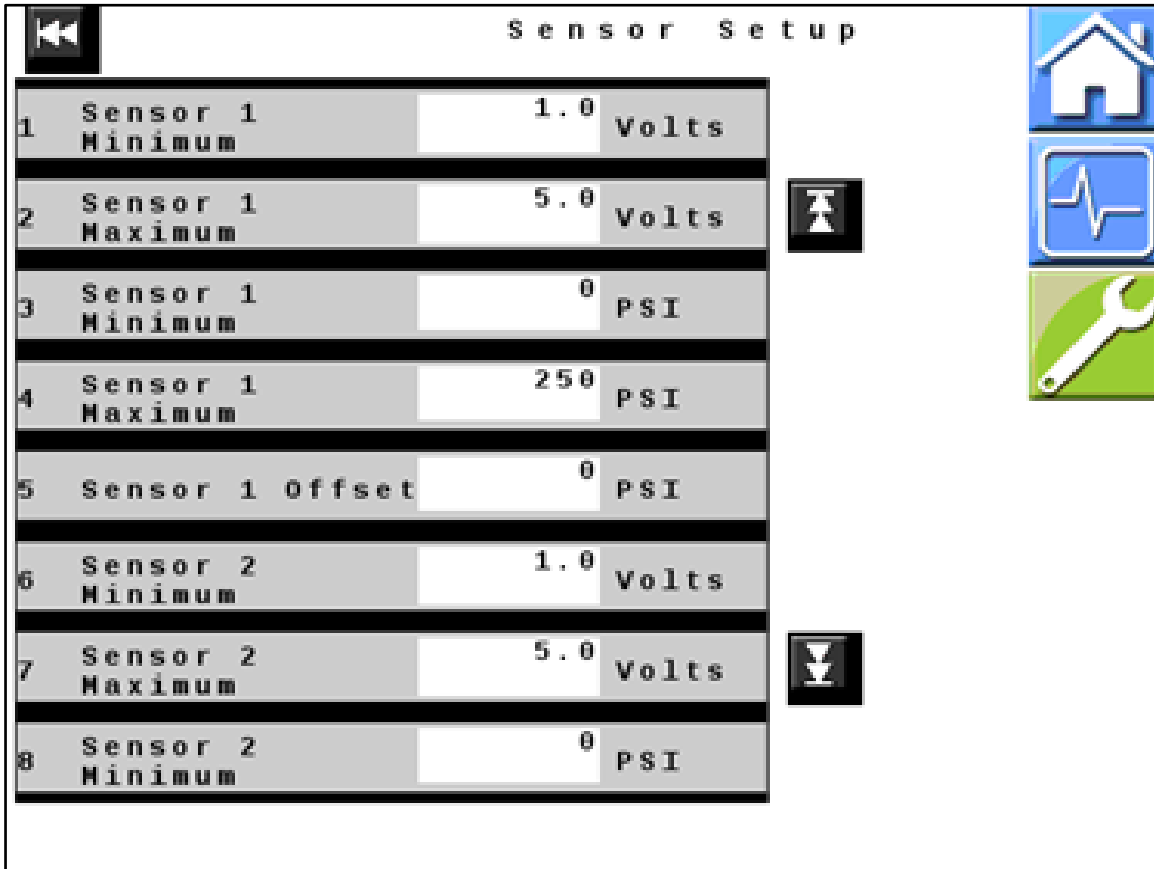 Sensor Setup
1 Sensor 1 Minimum 1.0 Volts
2 Sensor 1 Maximum 5.0 Volts
3 Sensor 1 Minimum 0 PSI
4 Sensor 1 Maximum 250 PSI
5 Sensor 1 Offset 0 PSI
6 Sensor 2 Minimum 1.0 Volts
7 Sensor 2 Maximum 5.0 Volts
8 Sensor 2 Minimum 0 PSI